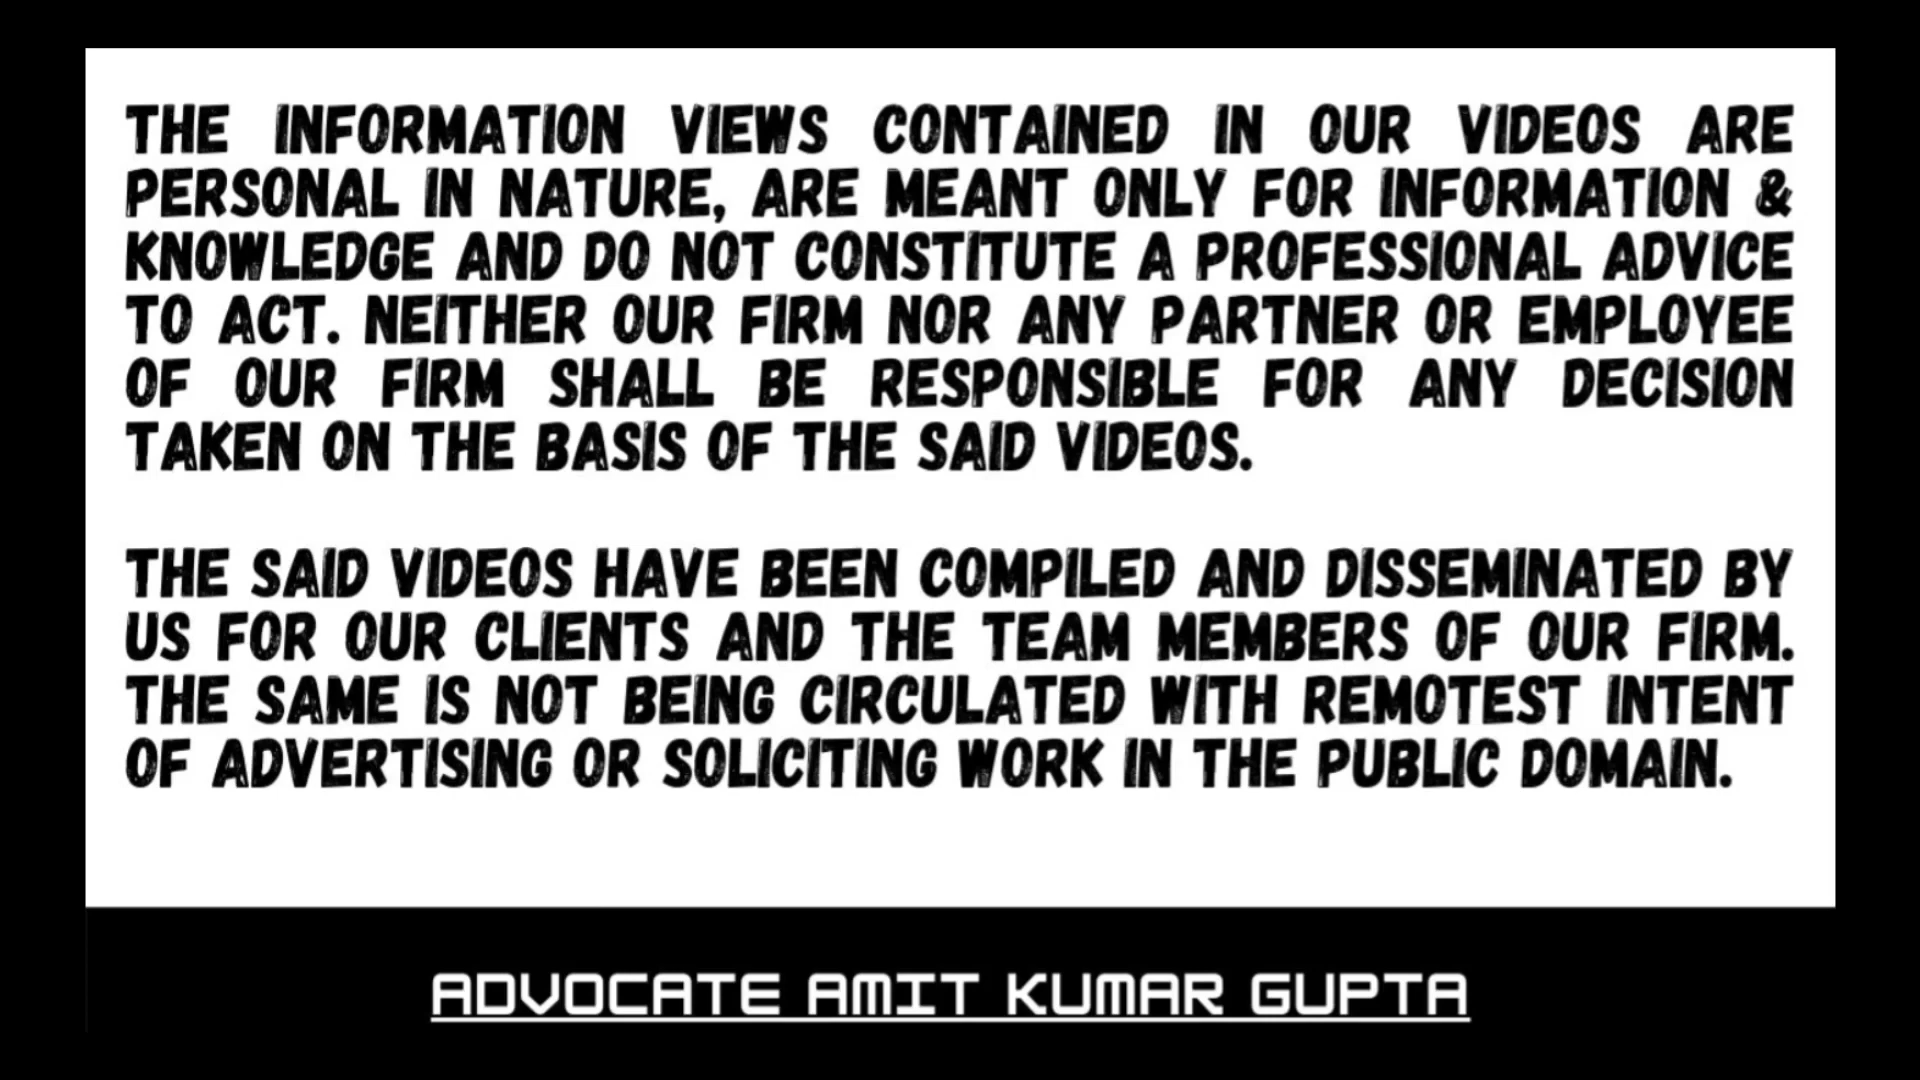 THE INFORMATION VIEWS CONTAINED IN OUR VIDEOS ARE
PERSONAL IN NATURE, ARE MEANT ONLY FOR INFORMATION &
KNOWLEDGE AND DO NOT CONSTITUTE A PROFESSIONAL ADVICE
TO ACT. NEITHER OUR FIRM NOR ANY PARTNER OR EMPLOYEE
OF OUR FIRM SHALL BE RESPONSIBLE FOR ANY DECISION
TAKEN ON THE BASIS OF THE SAID VIDEOS.
THE SAID VIDEOS HAVE BEEN COMPILED AND DISSEMINATED BY
US FOR OUR CLIENTS AND THE TEAM MEMBERS OF OUR FIRM.
THE SAME IS NOT BEING CIRCULATED WITH REMOTEST INTENT
OF ADVERTISING OR SOLICITING WORK IN THE PUBLIC DOMAIN.
ADVOCATE AMIT KUMAR GUPTA